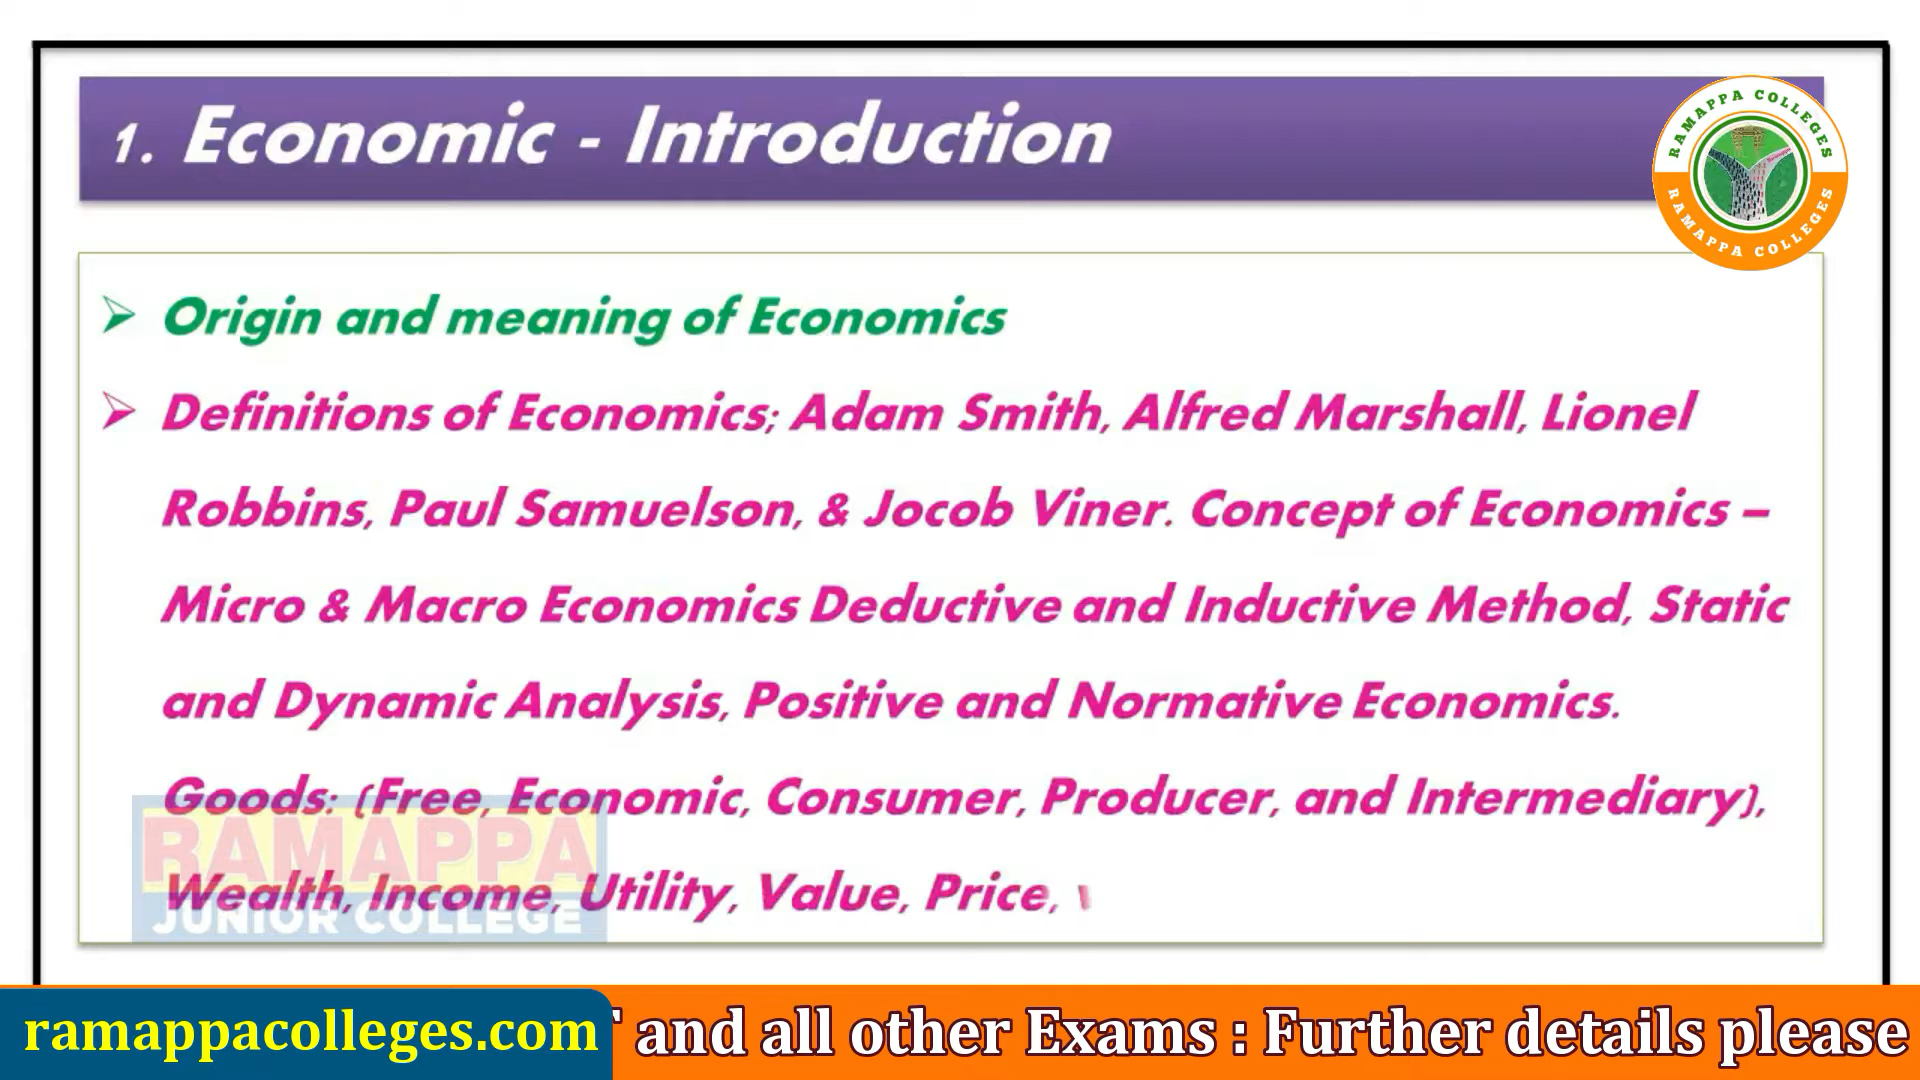 1. Economic - Introduction
RAMAPPA COLLEGES
RAMAPPA COLLEGES
Origin and meaning of Economics
Definitions of Economics; Adam Smith, Alfred Marshall, Lionel
Robbins, Paul Samuelson, & Jocob Viner. Concept of Economics –
Micro & Macro Economics Deductive and Inductive Method, Static
and Dynamic Analysis, Positive and Normative Economics.
Goods: (Free, Economic, Consumer, Producer, and Intermediary),
Wealth, Income, Utility, Value, Price,
RAMAPPA
JUNIOR COLLEGE
ramappacolleges.com
and all other Exams : Further details please